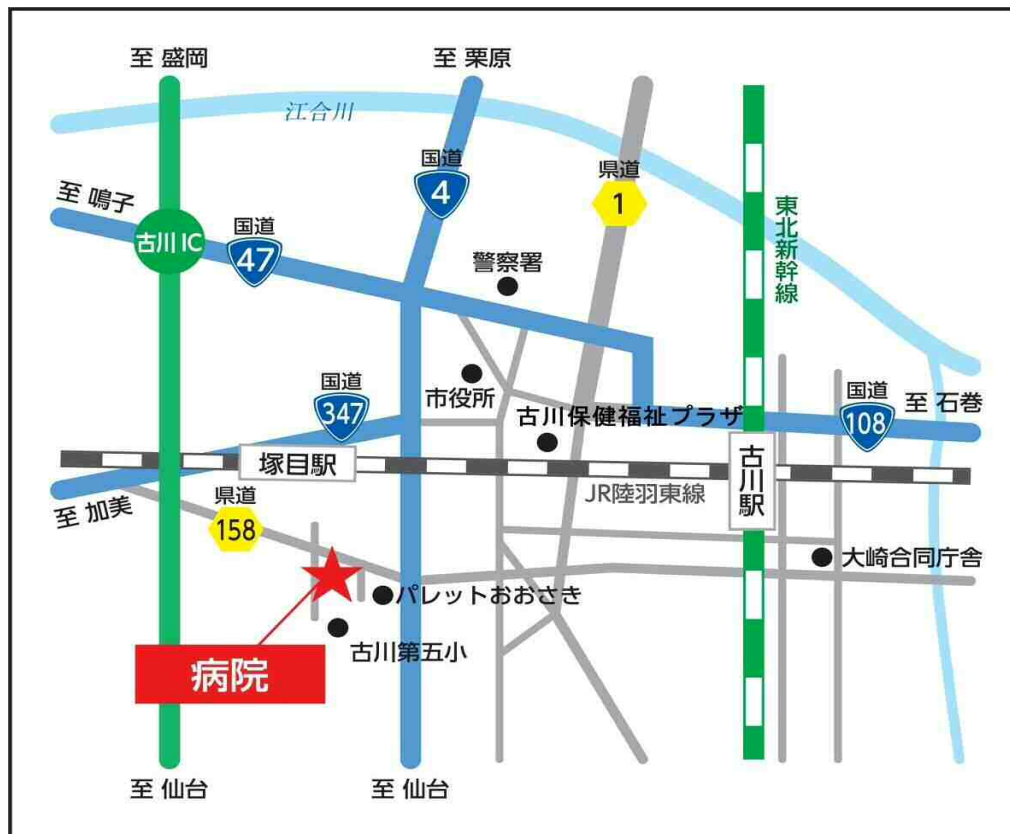 至 盛岡
至 栗原
江合川
国道
4
県道
1
至 鳴子
古川 IC
国道
47
警察署
東北新幹線
国道
347
市役所
古川保健福祉プラザ
国道
108
至 石巻
塚目駅
古川駅
JR陸羽東線
至 加美
県道
158
大崎合同庁舎
パレットおおさき
古川第五小
病院
至 仙台
至 仙台